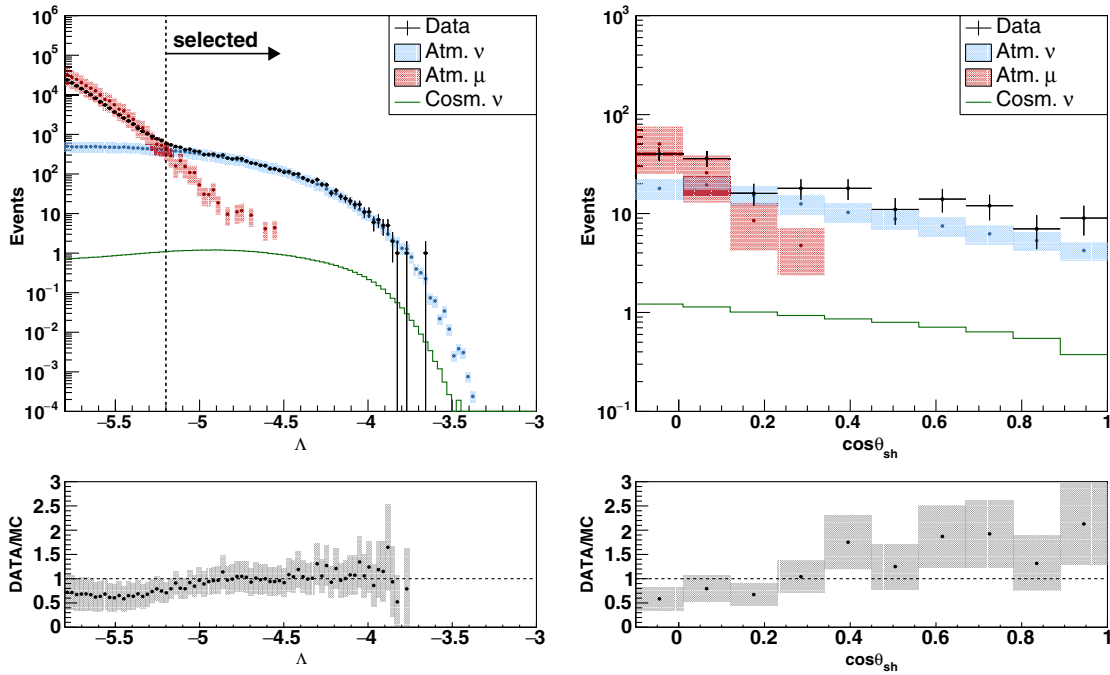 10⁶
10⁵
10⁴
10³
10²
10
1
10⁻¹
10⁻²
10⁻³
10⁻⁴
Events
selected
Data
Atm. ν
Atm. μ
Cosm. ν
−5.5 −5 −4.5 −4 −3.5 −3
Λ
10³
10²
10
1
10⁻¹
Events
Data
Atm. ν
Atm. μ
Cosm. ν
0 0.2 0.4 0.6 0.8 1
cosθsh
3
2.5
2
1.5
1
0.5
0
DATA/MC
−5.5 −5 −4.5 −4 −3.5 −3
Λ
3
2.5
2
1.5
1
0.5
0
DATA/MC
0 0.2 0.4 0.6 0.8 1
cosθsh